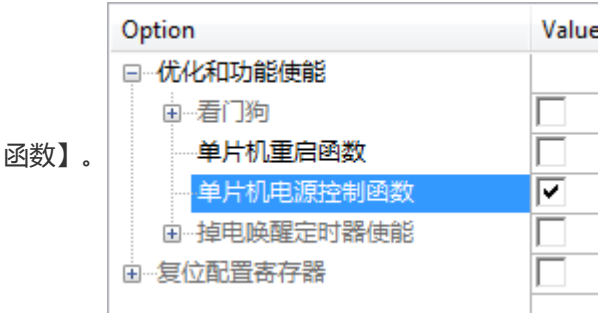 Option Value
优化和功能使能
看门狗
单片机重启函数
函数】。
单片机电源控制函数
掉电唤醒定时器使能
复位配置寄存器